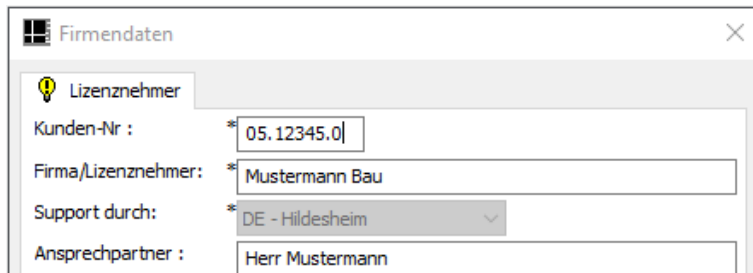 Firmendaten
Lizenznehmer
Kunden-Nr : * 05.12345.0
Firma/Lizenznehmer: * Mustermann Bau
Support durch: * DE - Hildesheim
Ansprechpartner : Herr Mustermann